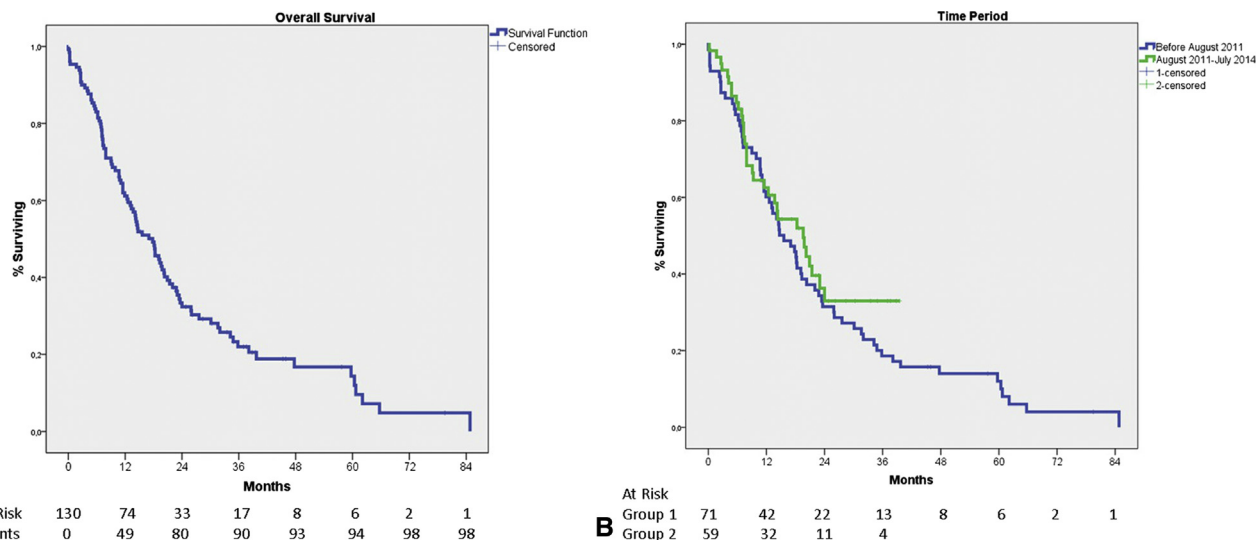 Overall Survival
Survival Function
Censored
% Surviving
1,0
0,8
0,6
0,4
0,2
0,0
0 12 24 36 48 60 72 84
Months
Risk 130 74 33 17 8 6 2 1
nts 0 49 80 90 93 94 98 98
Time Period
Before August 2011
August 2011-July 2014
1-censored
2-censored
% Surviving
1,0
0,8
0,6
0,4
0,2
0,0
0 12 24 36 48 60 72 84
Months
At Risk
B
Group 1 71 42 22 13 8 6 2 1
Group 2 59 32 11 4